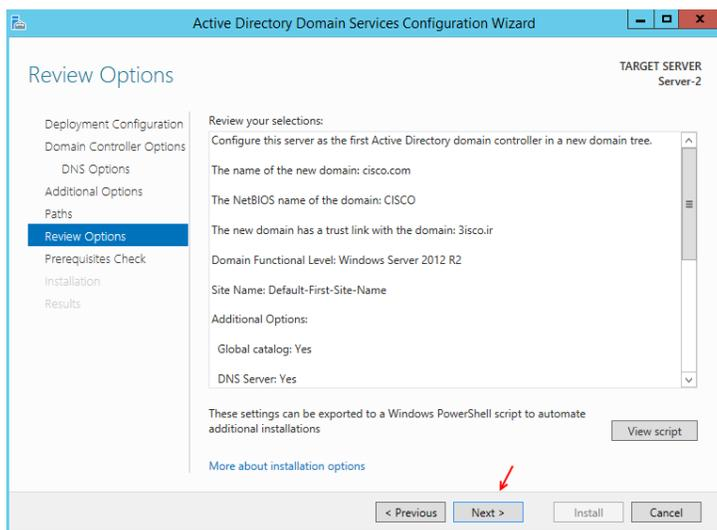 Active Directory Domain Services Configuration Wizard
Review Options
TARGET SERVER
Server-2
Deployment Configuration
Domain Controller Options
DNS Options
Additional Options
Paths
Review Options
Prerequisites Check
Installation
Results
Review your selections:
Configure this server as the first Active Directory domain controller in a new domain tree.
The name of the new domain: cisco.com
The NetBIOS name of the domain: CISCO
The new domain has a trust link with the domain: 3isco.ir
Domain Functional Level: Windows Server 2012 R2
Site Name: Default-First-Site-Name
Additional Options:
Global catalog: Yes
DNS Server: Yes
These settings can be exported to a Windows PowerShell script to automate
additional installations
View script
More about installation options
< Previous
Next >
Install
Cancel